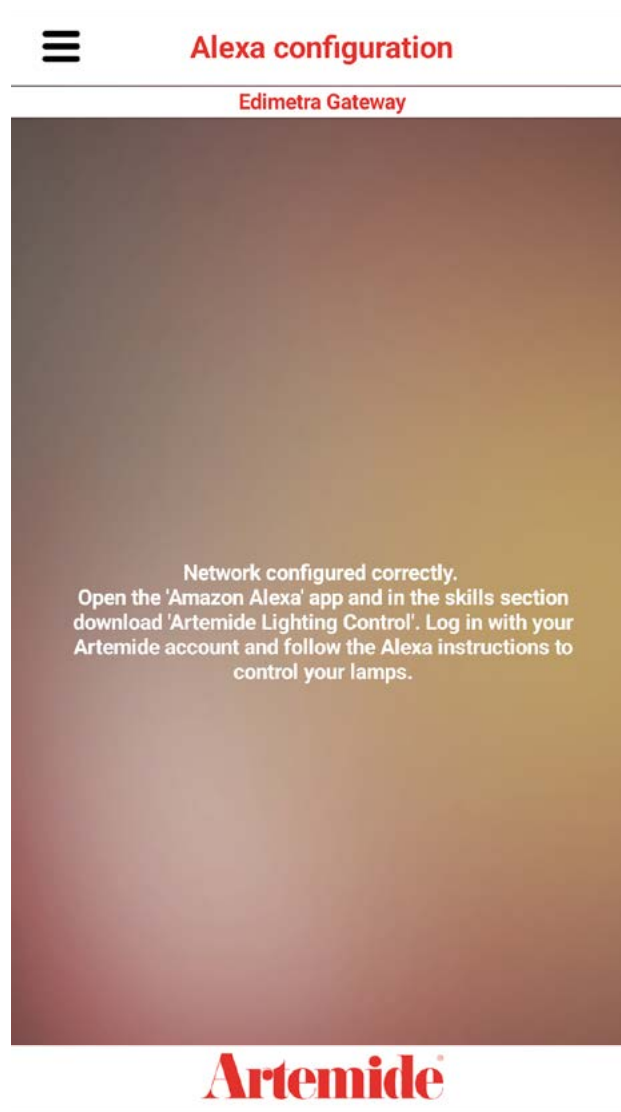 Alexa configuration
Edimetra Gateway
Network configured correctly.
Open the 'Amazon Alexa' app and in the skills section
download 'Artemide Lighting Control'. Log in with your
Artemide account and follow the Alexa instructions to
control your lamps.
Artemide®